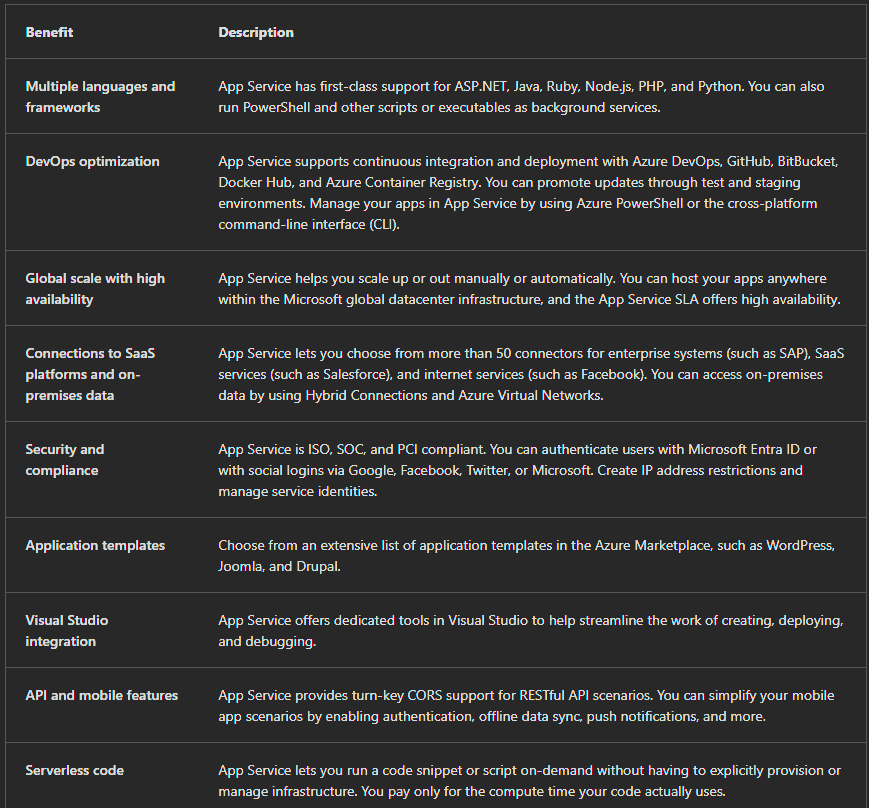 Benefit Description
Multiple languages and frameworks
App Service has first-class support for ASP.NET, Java, Ruby, Node.js, PHP, and Python. You can also
run PowerShell and other scripts or executables as background services.
DevOps optimization
App Service supports continuous integration and deployment with Azure DevOps, GitHub, BitBucket,
Docker Hub, and Azure Container Registry. You can promote updates through test and staging
environments. Manage your apps in App Service by using Azure PowerShell or the cross-platform
command-line interface (CLI).
Global scale with high
availability
App Service helps you scale up or out manually or automatically. You can host your apps anywhere
within the Microsoft global datacenter infrastructure, and the App Service SLA offers high availability.
Connections to SaaS
platforms and on-
premises data
App Service lets you choose from more than 50 connectors for enterprise systems (such as SAP), SaaS
services (such as Salesforce), and internet services (such as Facebook). You can access on-premises
data by using Hybrid Connections and Azure Virtual Networks.
Security and
compliance
App Service is ISO, SOC, and PCI compliant. You can authenticate users with Microsoft Entra ID or
with social logins via Google, Facebook, Twitter, or Microsoft. Create IP address restrictions and
manage service identities.
Application templates
Choose from an extensive list of application templates in the Azure Marketplace, such as WordPress,
Joomla, and Drupal.
Visual Studio
integration
App Service offers dedicated tools in Visual Studio to help streamline the work of creating, deploying,
and debugging.
API and mobile features
App Service provides turn-key CORS support for RESTful API scenarios. You can simplify your mobile
app scenarios by enabling authentication, offline data sync, push notifications, and more.
Serverless code
App Service lets you run a code snippet or script on-demand without having to explicitly provision or
manage infrastructure. You pay only for the compute time your code actually uses.